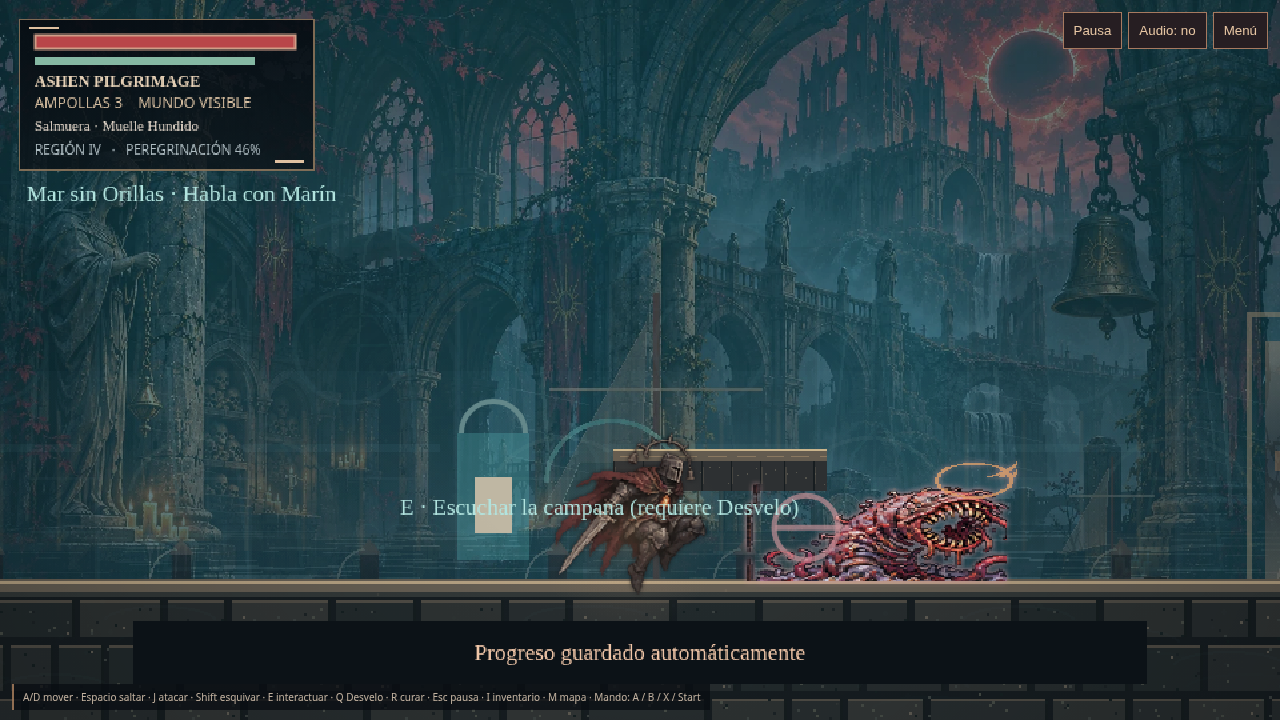 Pausa
Audio: no
Menú
ASHEN PILGRIMAGE
AMPOLLAS 3 MUNDO VISIBLE
Salmuera · Muelle Hundido
REGIÓN IV · PEREGRINACIÓN 46%
Mar sin Orillas · Habla con Marín
E · Escuchar la campana (requiere Desvelo)
Progreso guardado automáticamente
A/D mover · Espacio saltar · J atacar · Shift esquivar · E interactuar · Q Desvelo · R curar · Esc pausa · I inventario · M mapa · Mando: A / B / X / Start